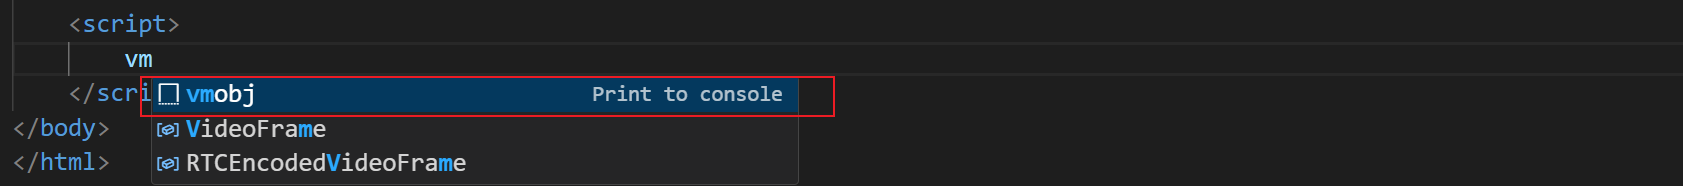 <script>
vm
</scri
vmobj Print to console
</body>
VideoFrame
</html>
RTCEncodedVideoFrame